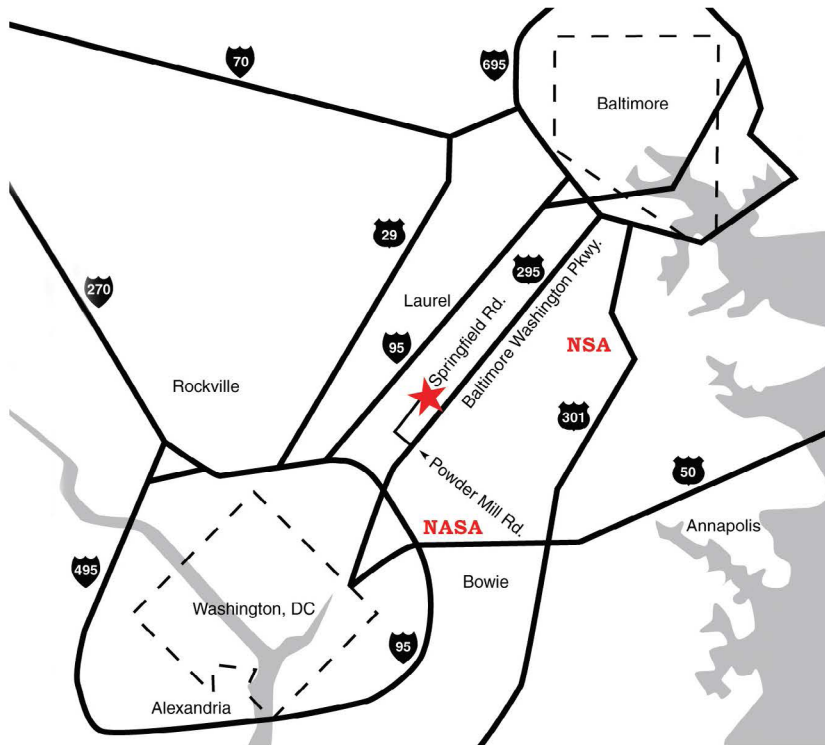 70
695
Baltimore
29
295
270
Laurel
Springfield Rd.
Baltimore Washington Pkwy.
NSA
95
Rockville
301
50
Powder Mill Rd.
NASA
Annapolis
495
Bowie
Washington, DC
95
Alexandria